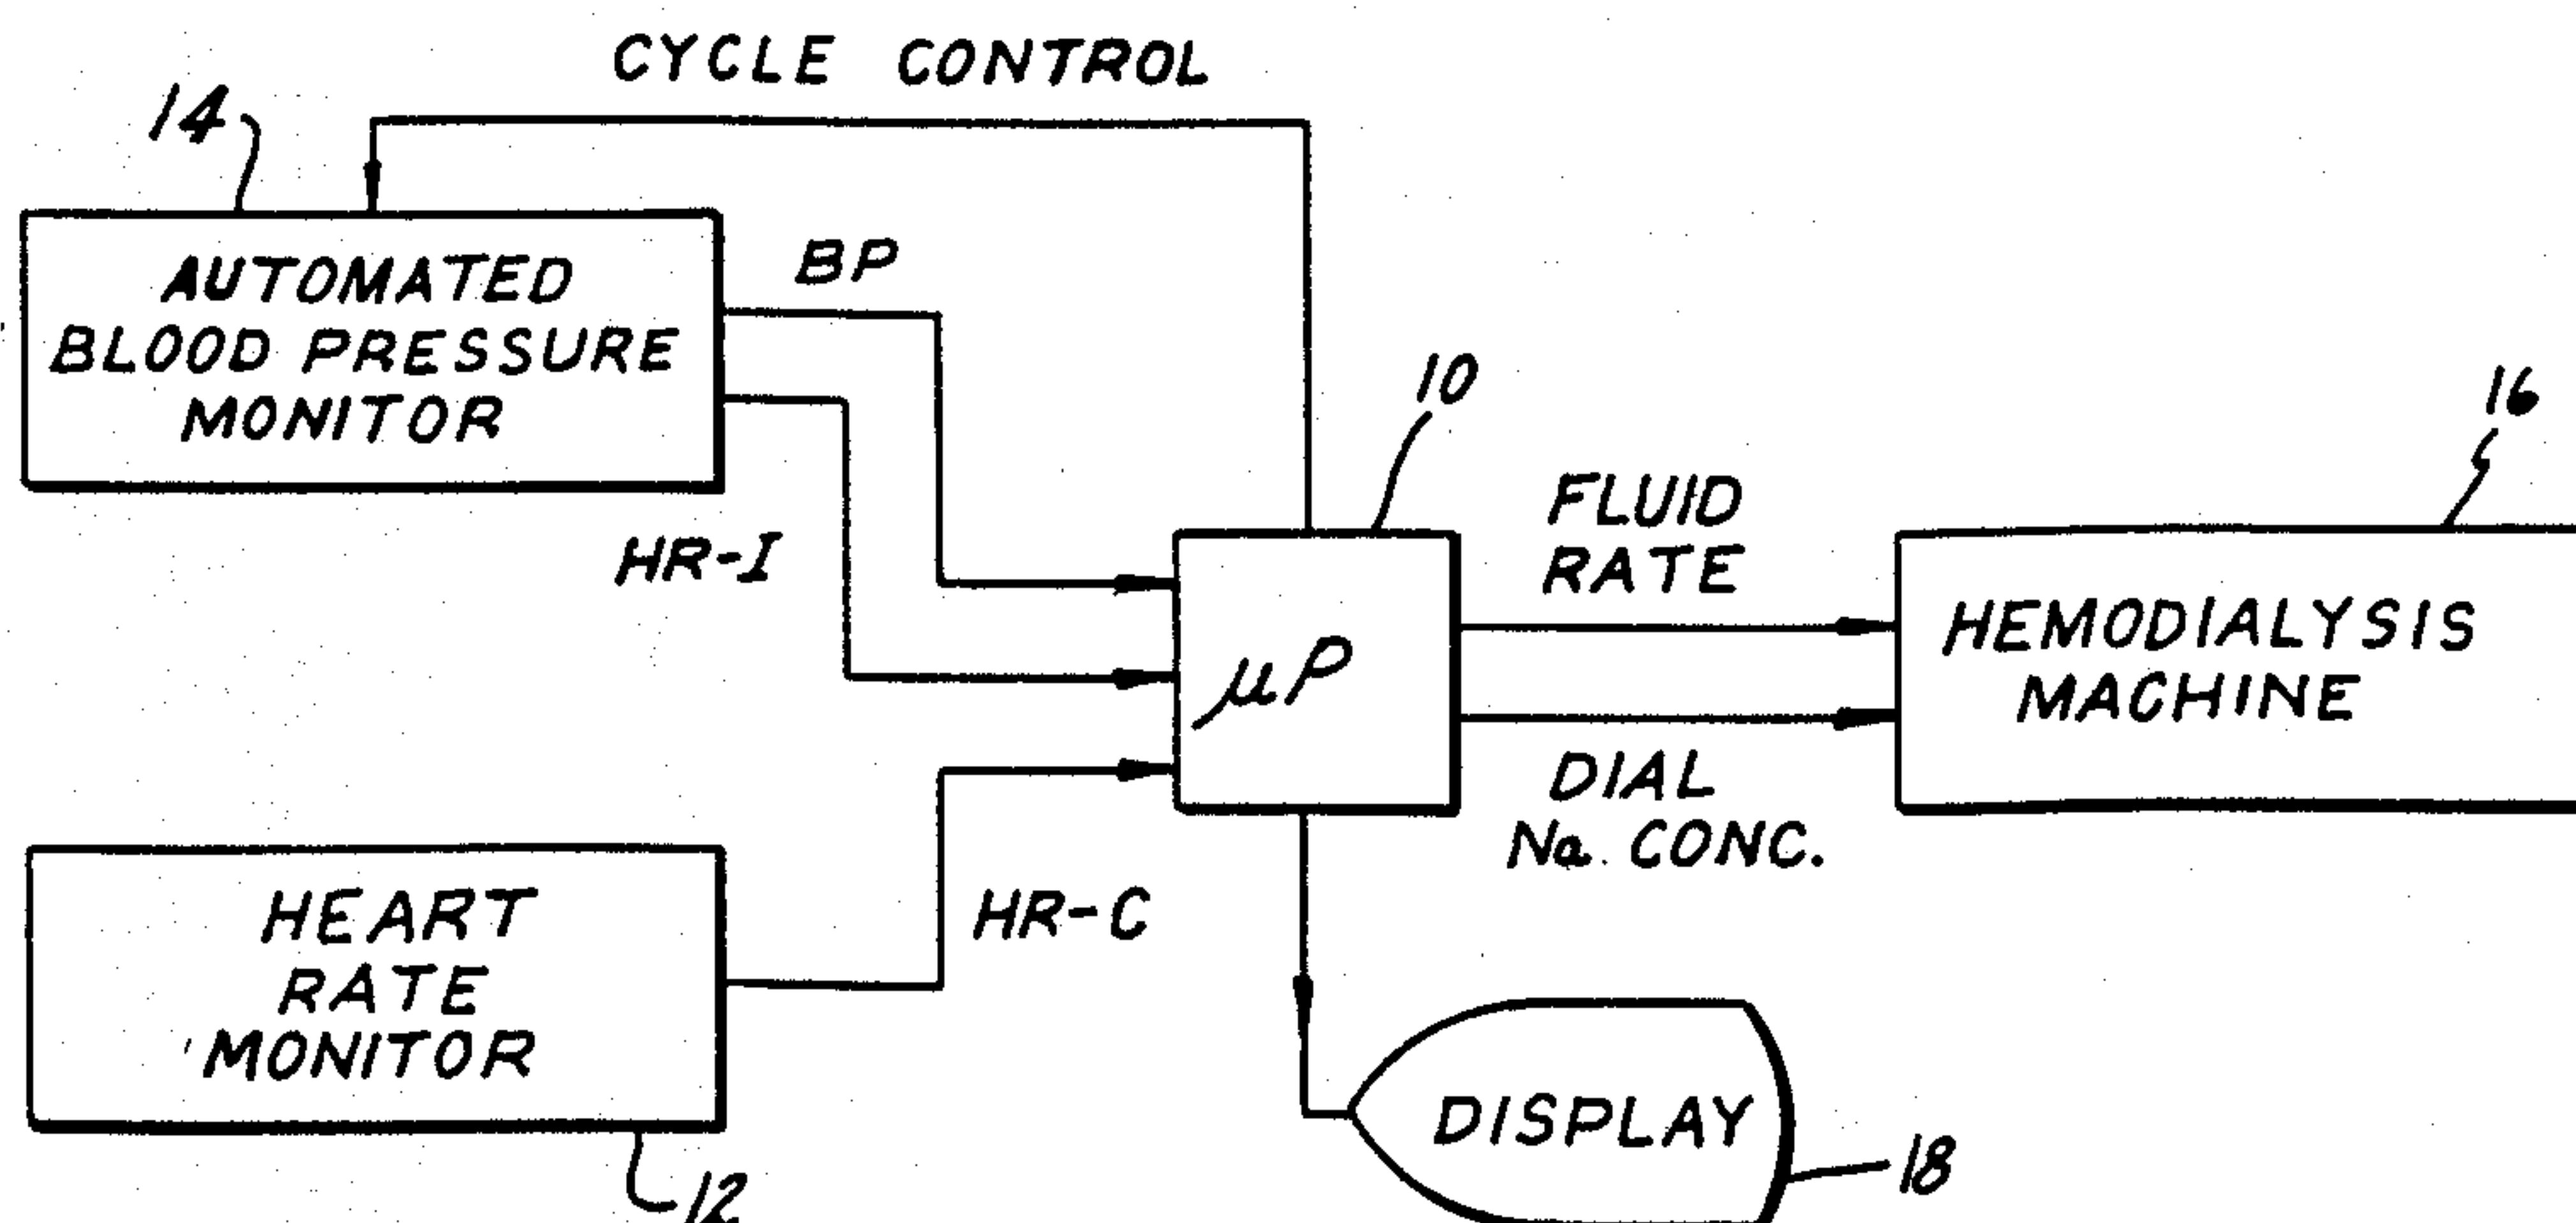 CYCLE CONTROL
14
AUTOMATED
BLOOD PRESSURE
MONITOR
BP
HR-I
10
μP
FLUID
RATE
DIAL
Na. CONC.
16
HEMODIALYSIS
MACHINE
HEART
RATE
MONITOR
12
HR-C
DISPLAY
18